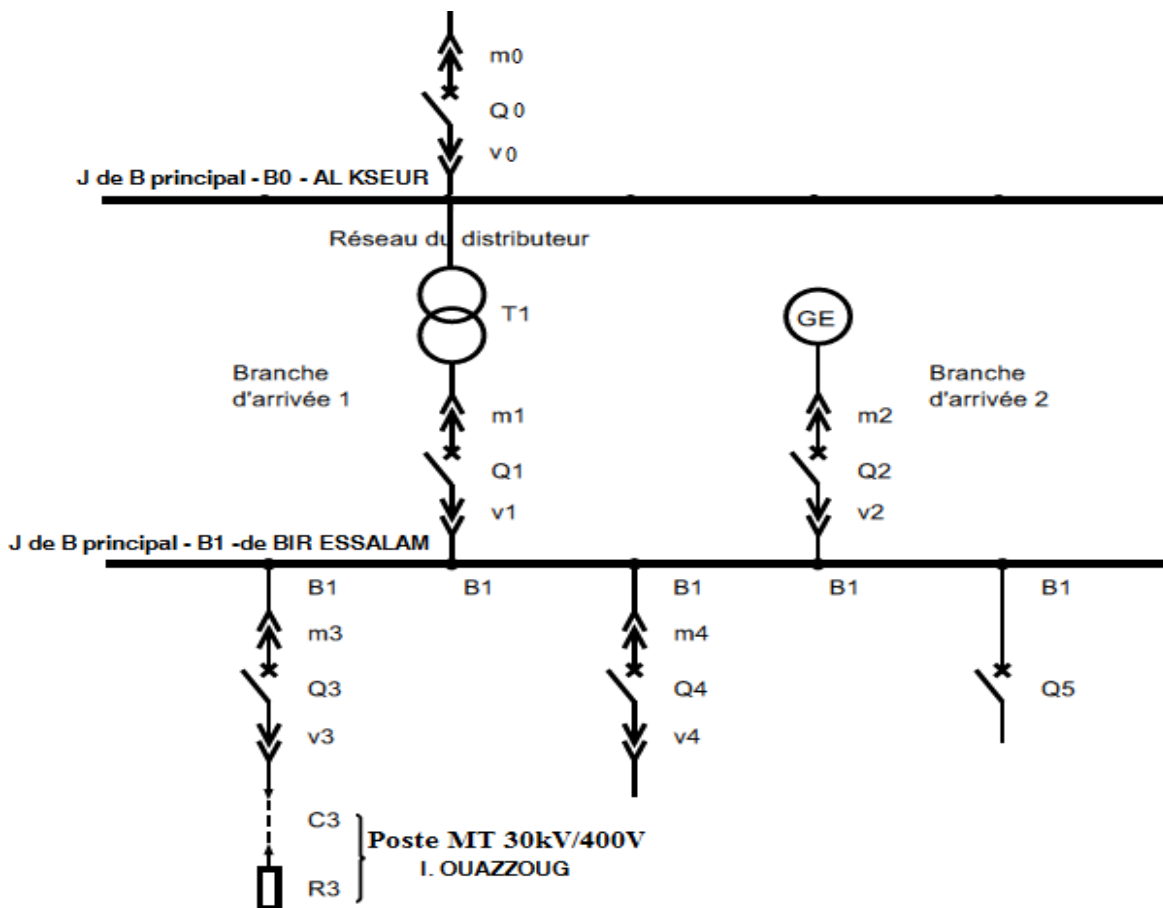 m0
Q0
v0
J de B principal - B0 - AL KSEUR
Réseau du distributeur
T1
GE
Branche
d'arrivée 1
Branche
d'arrivée 2
m1
m2
Q1
Q2
v1
v2
J de B principal - B1 -de BIR ESSALAM
B1 B1 B1 B1 B1
m3 m4
Q3 Q4 Q5
v3 v4
C3
Poste MT 30kV/400V
I. OUAZZOUG
R3